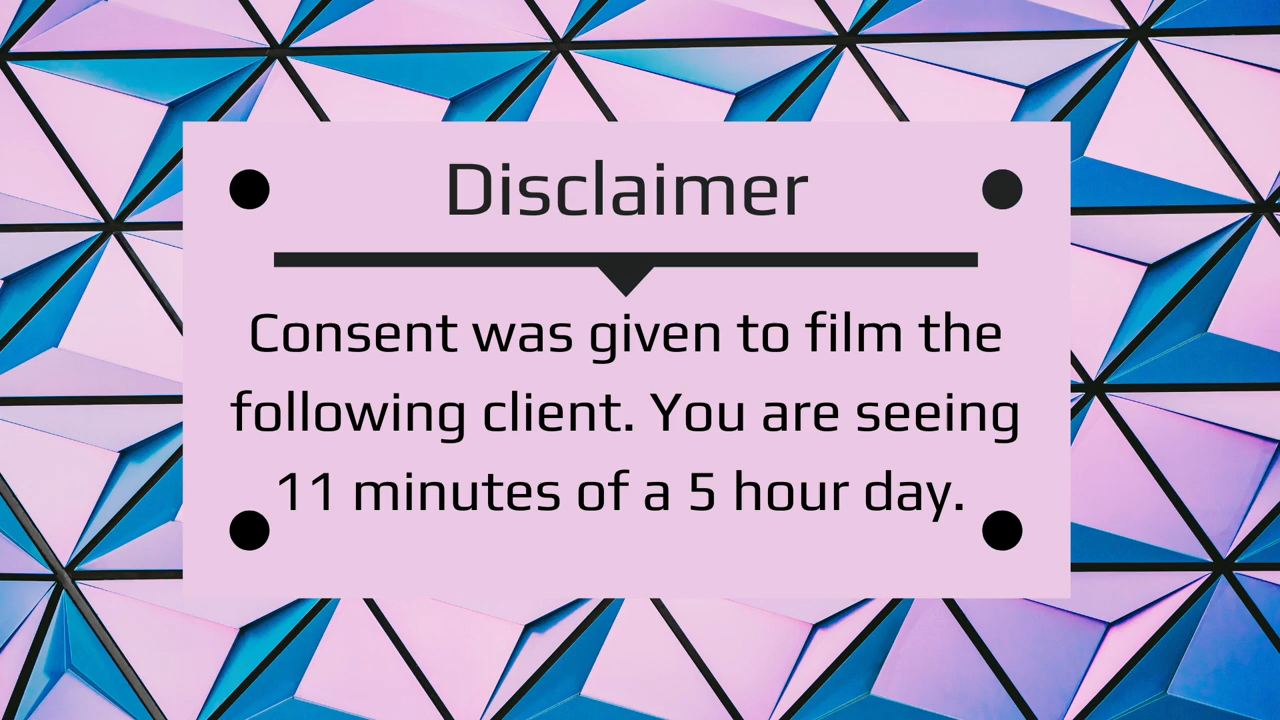 Disclaimer
Consent was given to film the
following client. You are seeing
11 minutes of a 5 hour day.